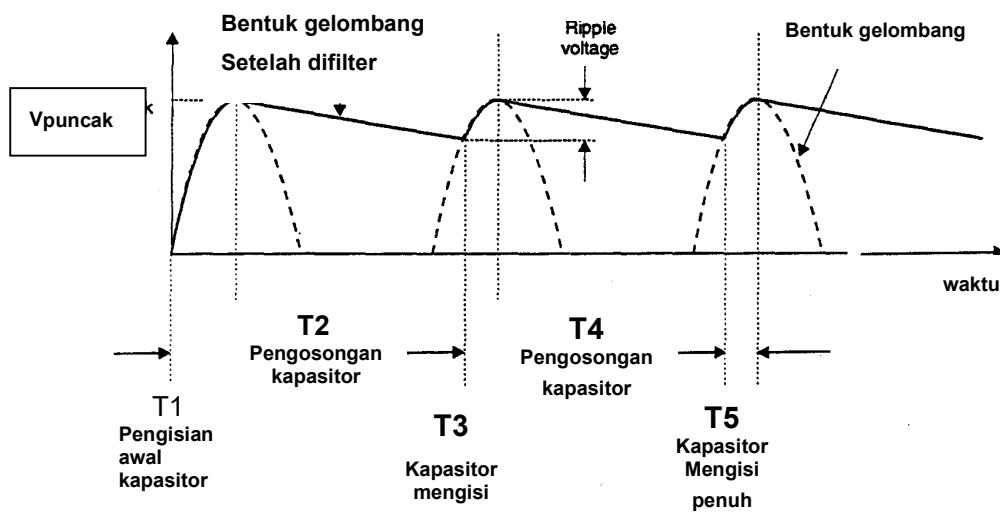 Bentuk gelombang
Setelah difilter
Ripple
voltage
Bentuk gelombang
Vpuncak
waktu
T2
Pengosongan
kapasitor
T4
Pengosongan
kapasitor
T1
Pengisian
awal
kapasitor
T3
Kapasitor
mengisi
T5
Kapasitor
Mengisi
penuh